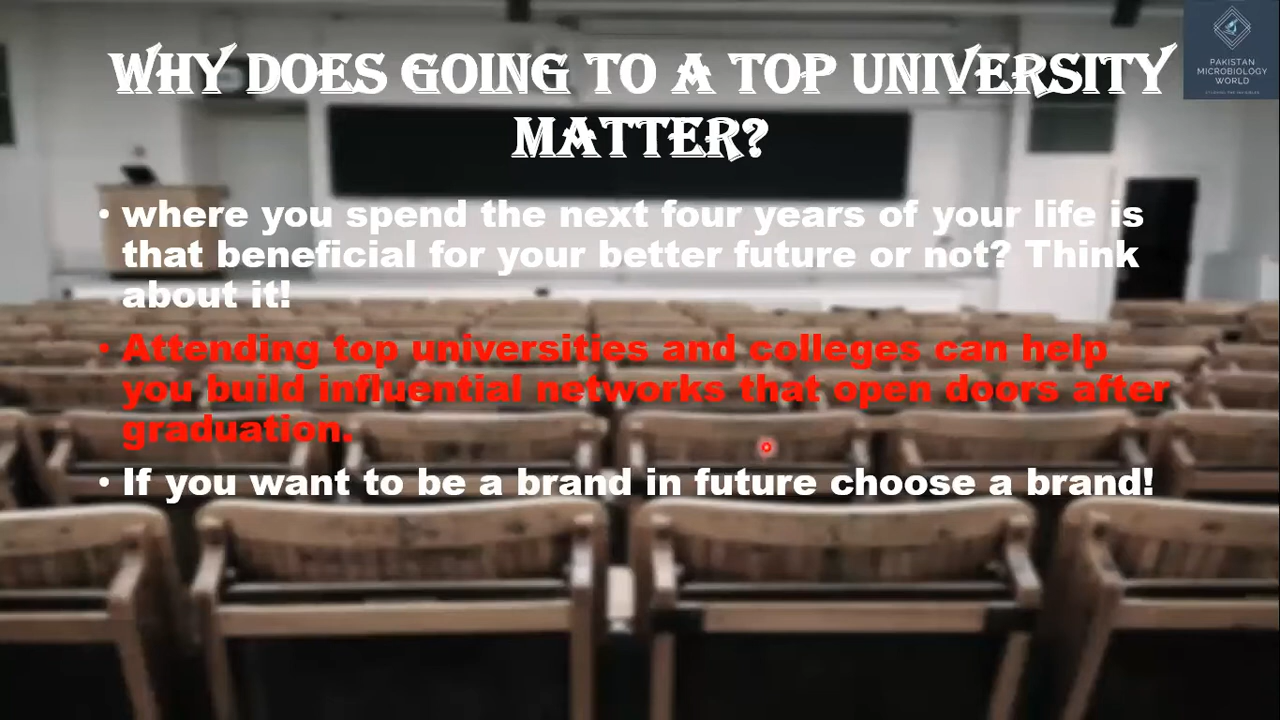 WHY DOES GOING TO A TOP UNIVERSITY
MATTER?
PAKISTAN
MICROBIOLOGY
WORLD
• where you spend the next four years of your life is
that beneficial for your better future or not? Think
about it!
• Attending top universities and colleges can help
you build influential networks that open doors after
graduation.
• If you want to be a brand in future choose a brand!